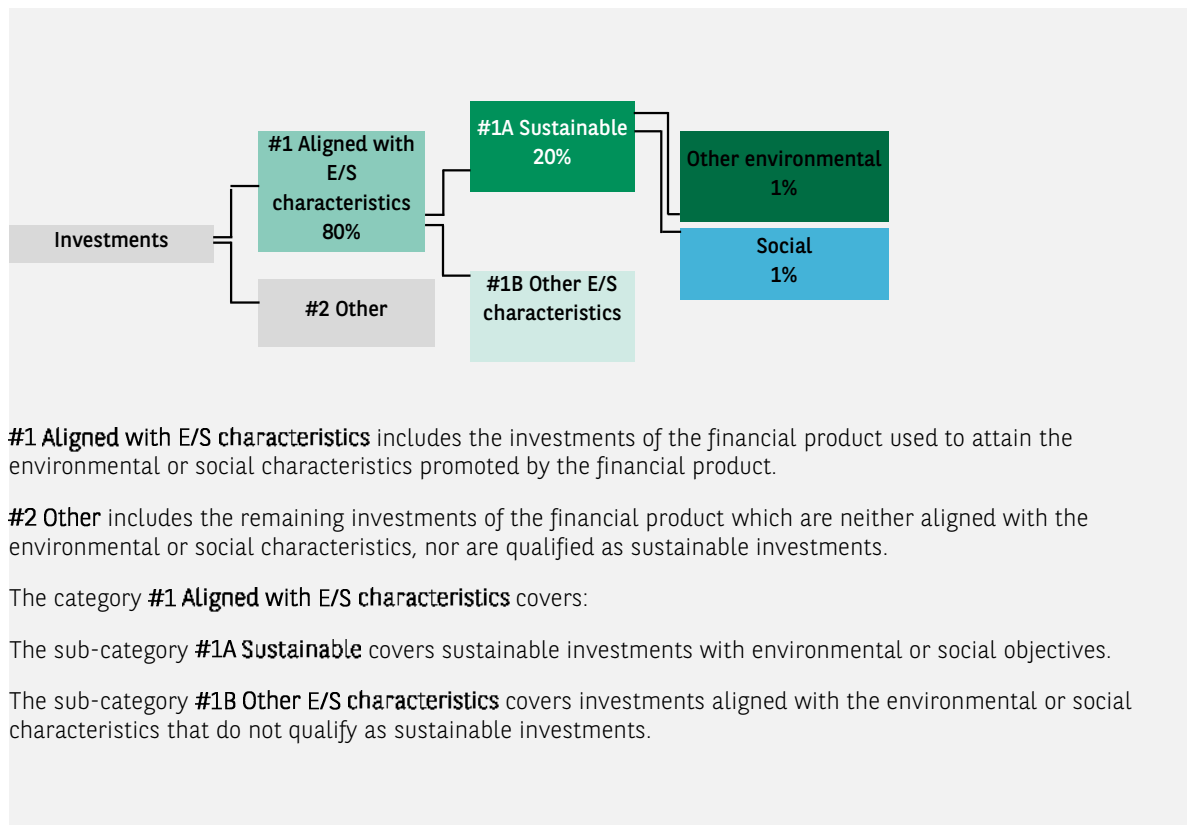 #1A Sustainable
20%
#1 Aligned with
E/S
characteristics
80%
Other environmental
1%
Investments
Social
1%
#1B Other E/S
characteristics
#2 Other
#1 Aligned with E/S characteristics includes the investments of the financial product used to attain the
environmental or social characteristics promoted by the financial product.
#2 Other includes the remaining investments of the financial product which are neither aligned with the
environmental or social characteristics, nor are qualified as sustainable investments.
The category #1 Aligned with E/S characteristics covers:
The sub-category #1A Sustainable covers sustainable investments with environmental or social objectives.
The sub-category #1B Other E/S characteristics covers investments aligned with the environmental or social
characteristics that do not qualify as sustainable investments.